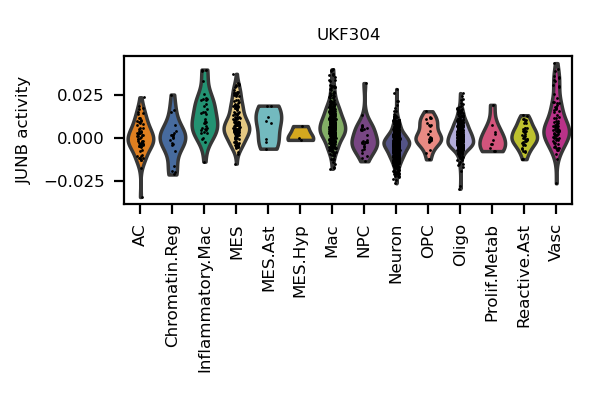 UKF304
JUNB activity
0.025
0.000
−0.025
AC
Chromatin.Reg
Inflammatory.Mac
MES
MES.Ast
MES.Hyp
Mac
NPC
Neuron
OPC
Oligo
Prolif.Metab
Reactive.Ast
Vasc